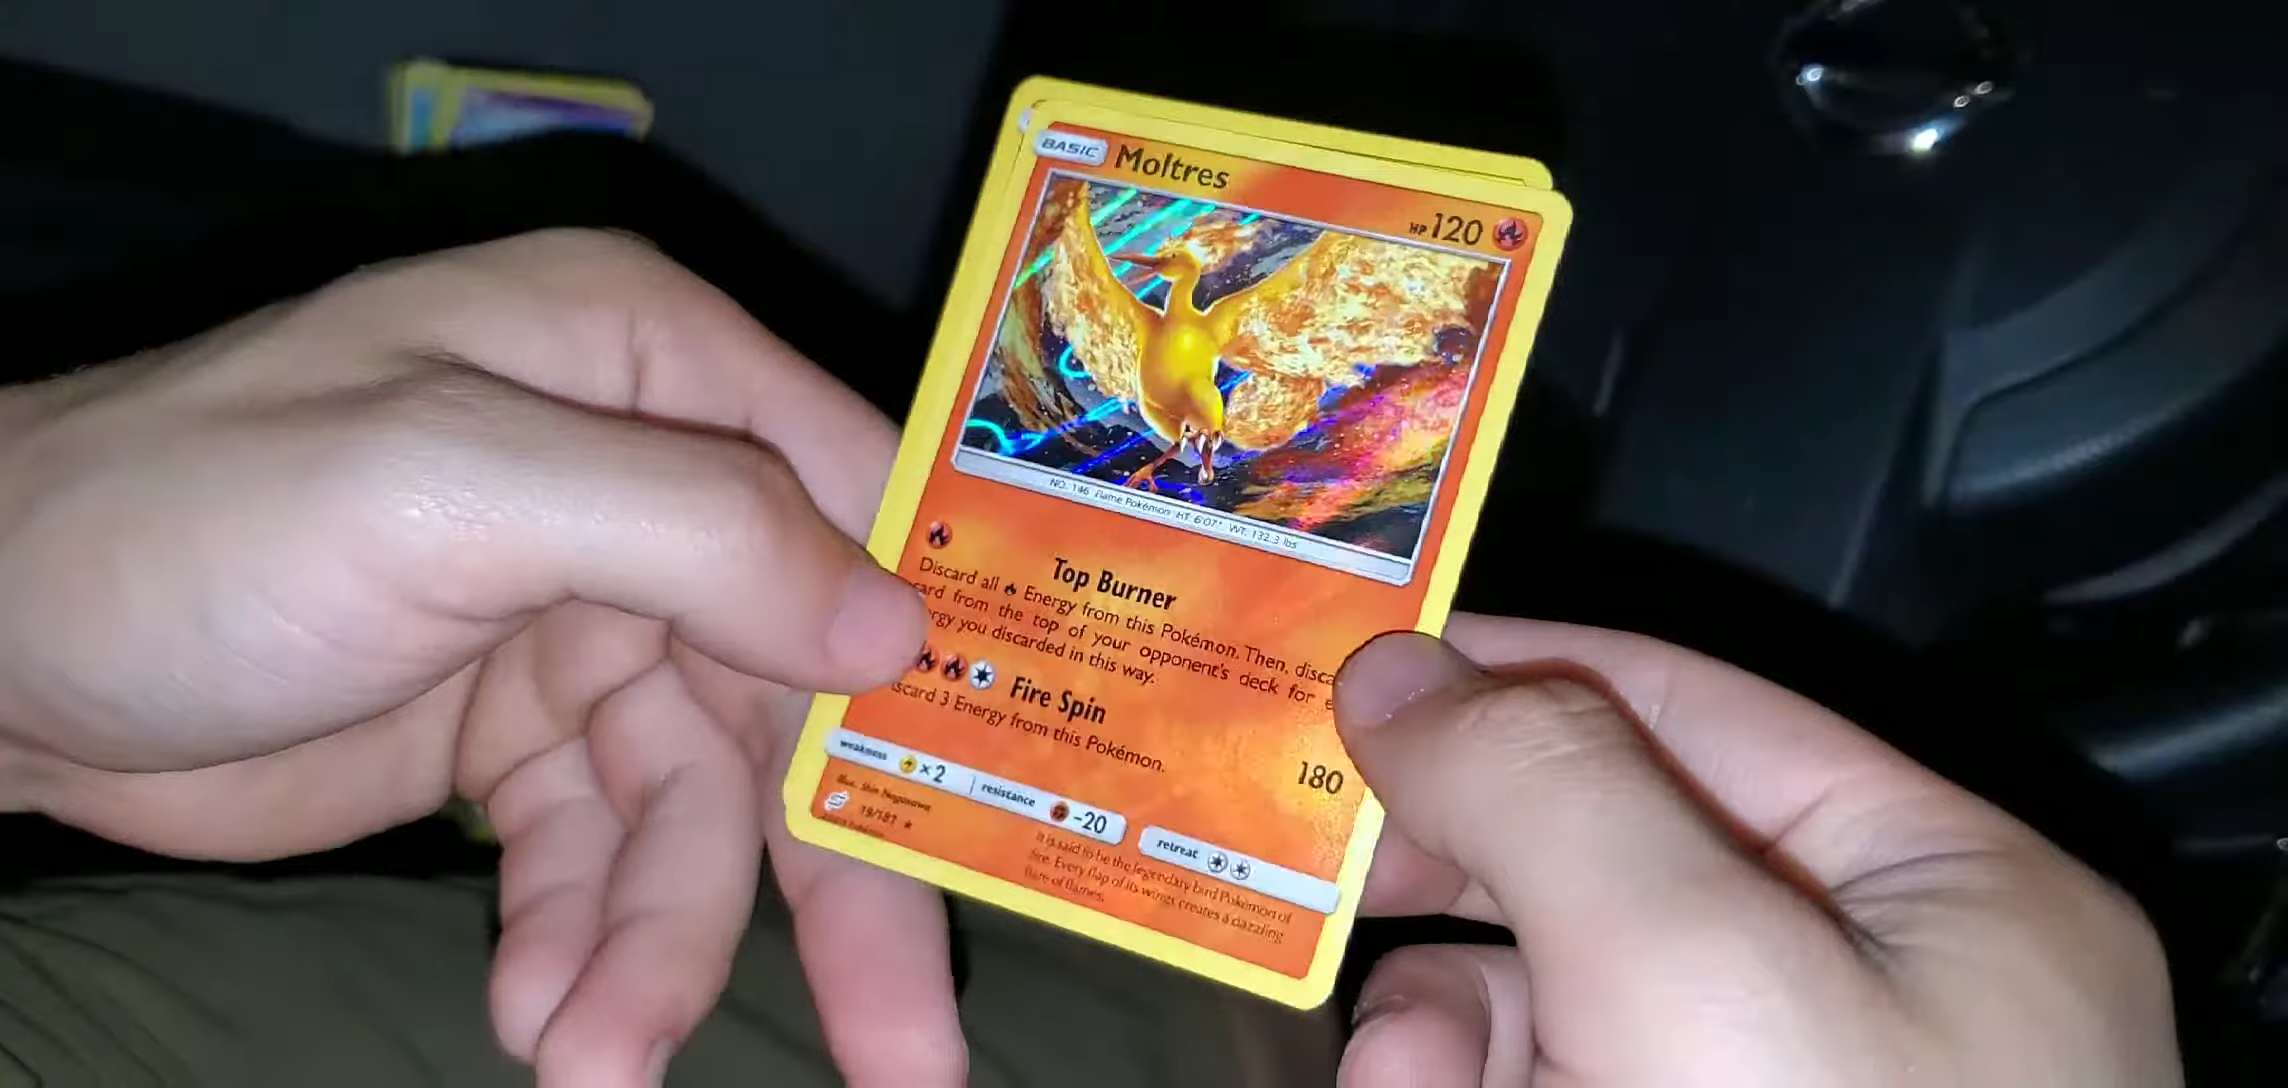 BASIC Moltres
HP 120
NO. 146 Flame Pokémon HT: 6'07" WT: 132.3 lbs
Top Burner
Discard all Energy from this Pokémon. Then, disca
card from the top of your opponent's deck for e
ergy you discarded in this way.
Fire Spin
iscard 3 Energy from this Pokémon.
180
weakness ×2 resistance -20
retreat
Illus. Shin Nagasawa
19/181
It is said to be the legendary bird Pokémon of
fire. Every flap of its wings creates a dazzling
flare of flames.